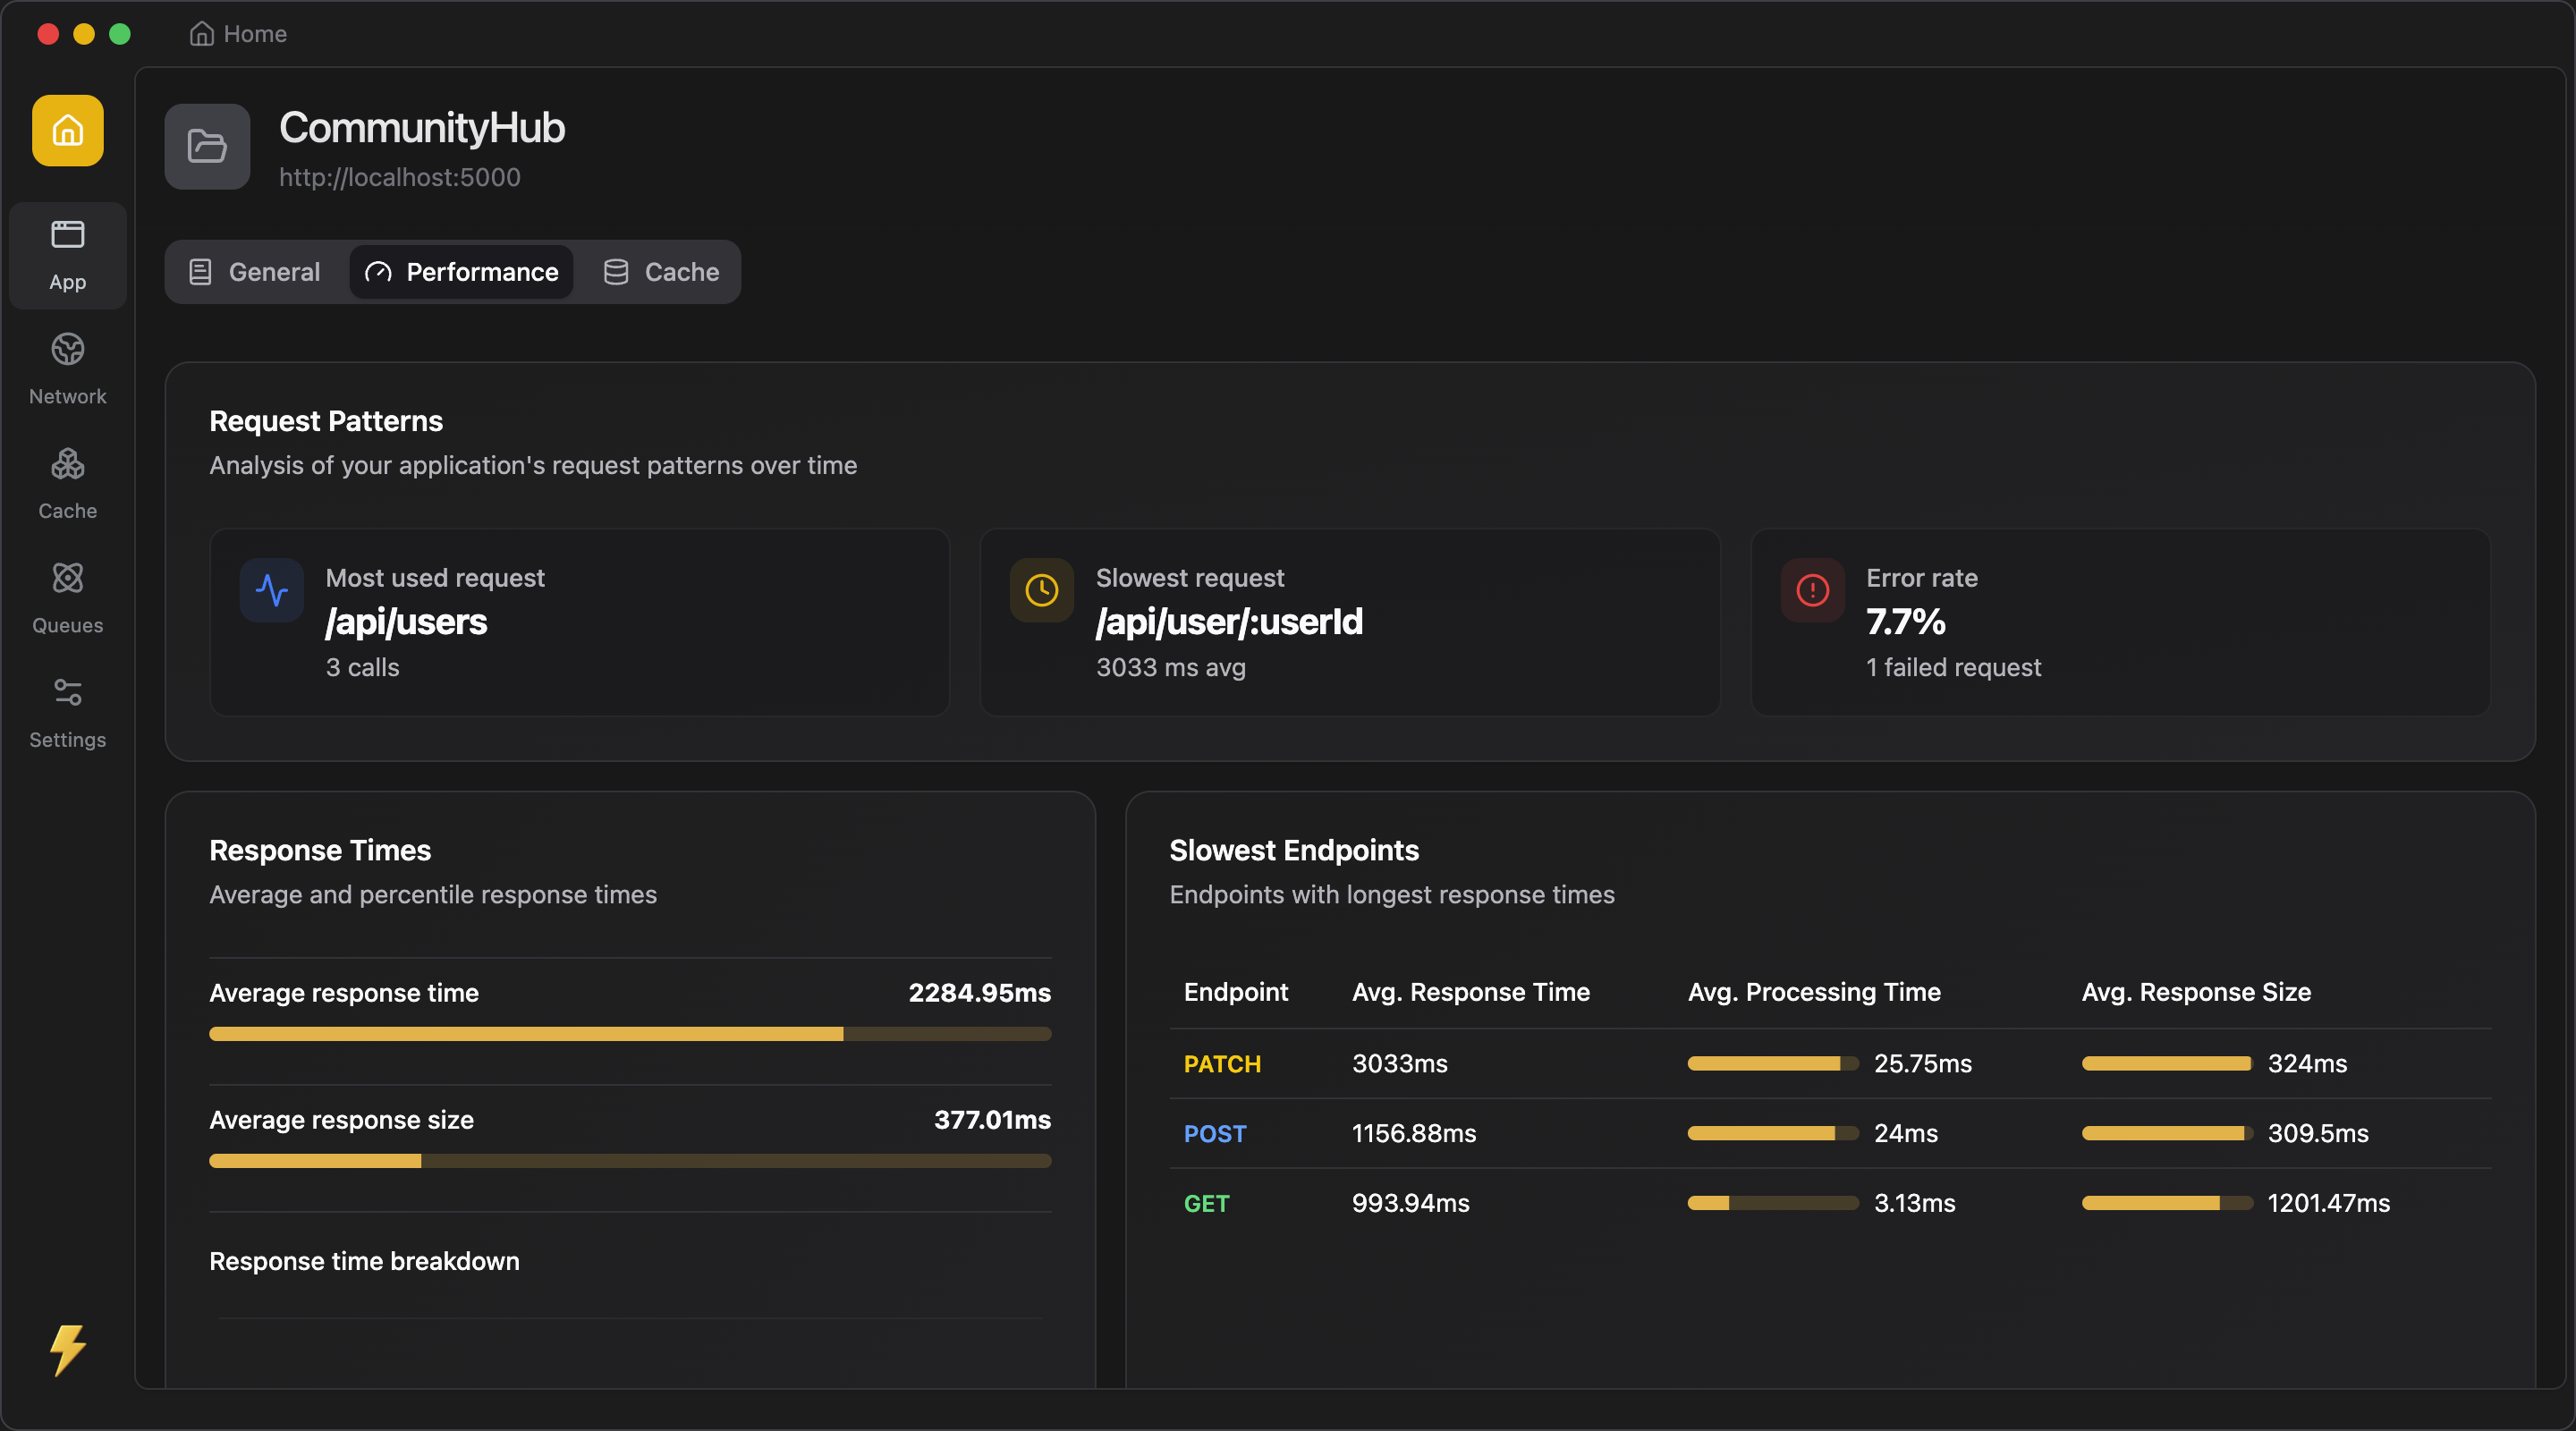 Home
App
Network
Cache
Queues
Settings
CommunityHub
http://localhost:5000
General Performance Cache
Request Patterns
Analysis of your application's request patterns over time
Most used request
/api/users
3 calls
Slowest request
/api/user/:userId
3033 ms avg
Error rate
7.7%
1 failed request
Response Times
Average and percentile response times
Average response time 2284.95ms
Average response size 377.01ms
Response time breakdown
Slowest Endpoints
Endpoints with longest response times
Endpoint Avg. Response Time Avg. Processing Time Avg. Response Size
PATCH 3033ms 25.75ms 324ms
POST 1156.88ms 24ms 309.5ms
GET 993.94ms 3.13ms 1201.47ms